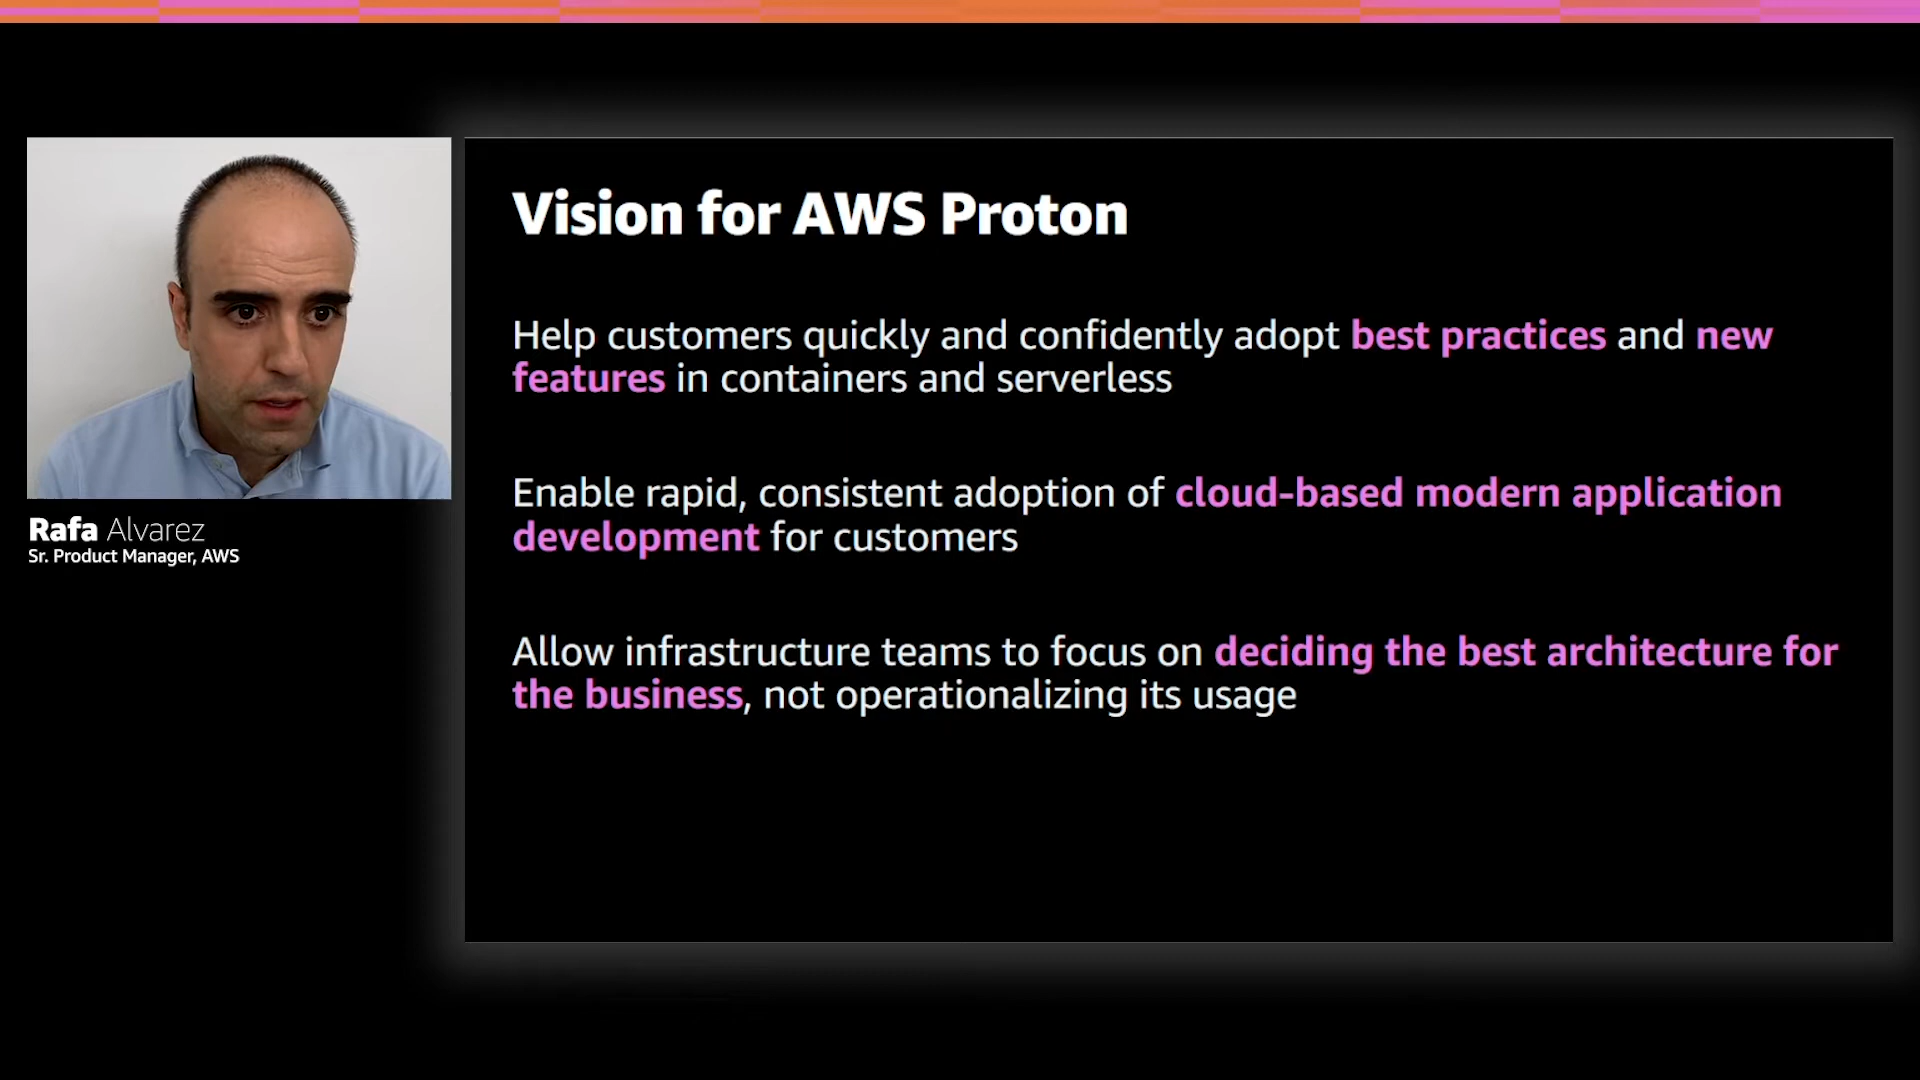 Vision for AWS Proton
Help customers quickly and confidently adopt best practices and new
features in containers and serverless
Enable rapid, consistent adoption of cloud-based modern application
development for customers
Allow infrastructure teams to focus on deciding the best architecture for
the business, not operationalizing its usage
Rafa Alvarez
Sr. Product Manager, AWS